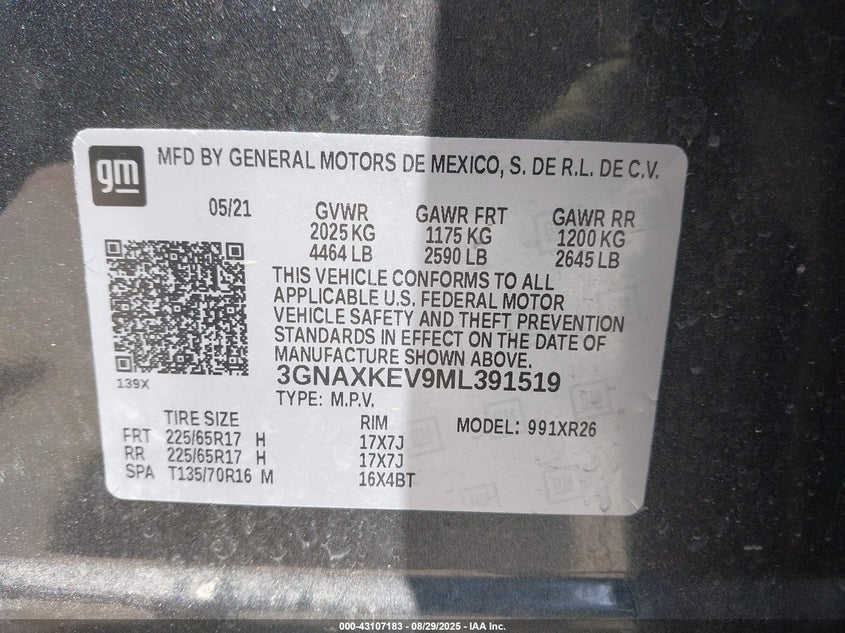 gm
MFD BY GENERAL MOTORS DE MEXICO, S. DE R.L. DE C.V.
05/21 GVWR GAWR FRT GAWR RR
2025 KG 1175 KG 1200 KG
4464 LB 2590 LB 2645 LB
THIS VEHICLE CONFORMS TO ALL
APPLICABLE U.S. FEDERAL MOTOR
VEHICLE SAFETY AND THEFT PREVENTION
STANDARDS IN EFFECT ON THE DATE OF
MANUFACTURE SHOWN ABOVE.
139X
3GNAXKEV9ML391519
TYPE: M.P.V.
TIRE SIZE RIM MODEL: 991XR26
FRT 225/65R17 H 17X7J
RR 225/65R17 H 17X7J
SPA T135/70R16 M 16X4BT
000-43107183 - 08/29/2025 - IAA Inc.